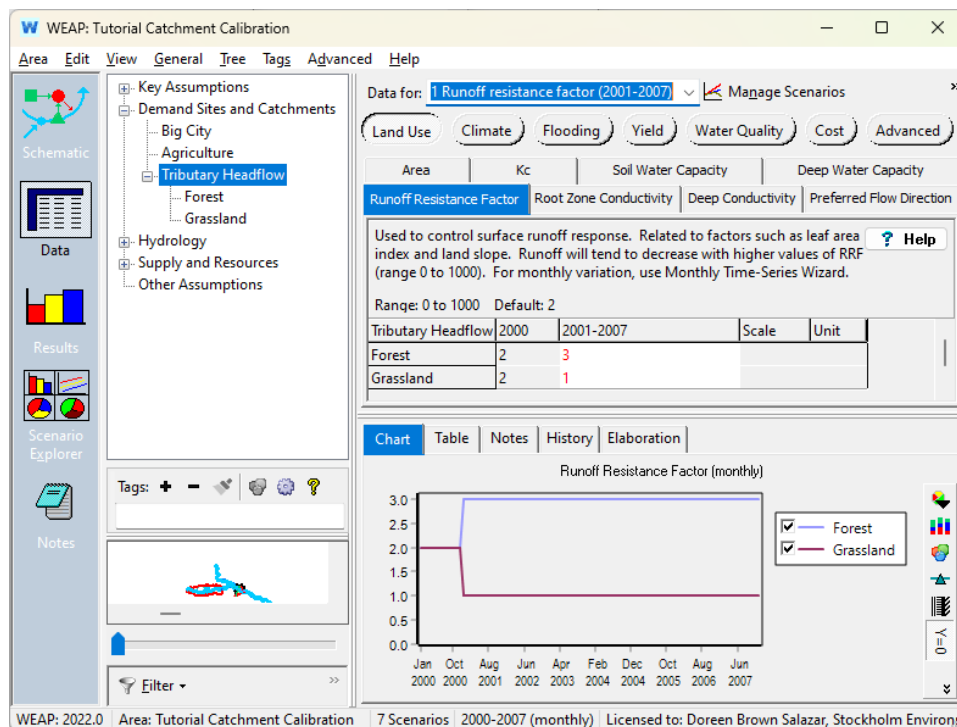 WEAP: Tutorial Catchment Calibration
Area Edit View General Tree Tags Advanced Help
Schematic
Data
Results
Scenario
Explorer
Notes
Key Assumptions
Demand Sites and Catchments
Big City
Agriculture
Tributary Headflow
Forest
Grassland
Hydrology
Supply and Resources
Other Assumptions
Tags:
Filter
Data for: 1 Runoff resistance factor (2001-2007) Manage Scenarios
Land Use Climate Flooding Yield Water Quality Cost Advanced
Area Kc Soil Water Capacity Deep Water Capacity
Runoff Resistance Factor Root Zone Conductivity Deep Conductivity Preferred Flow Direction
Used to control surface runoff response. Related to factors such as leaf area
index and land slope. Runoff will tend to decrease with higher values of RRF
(range 0 to 1000). For monthly variation, use Monthly Time-Series Wizard.
? Help
Range: 0 to 1000 Default: 2
Tributary Headflow 2000 2001-2007 Scale Unit
Forest 2 3
Grassland 2 1
Chart Table Notes History Elaboration
Runoff Resistance Factor (monthly)
3.0
2.5
2.0
1.5
1.0
0.5
0.0
Jan Oct Aug Jun Apr Feb Dec Oct Aug Jun
2000 2000 2001 2002 2003 2004 2004 2005 2006 2007
Forest
Grassland
Y=0
WEAP: 2022.0 Area: Tutorial Catchment Calibration 7 Scenarios 2000-2007 (monthly) Licensed to: Doreen Brown Salazar, Stockholm Environ